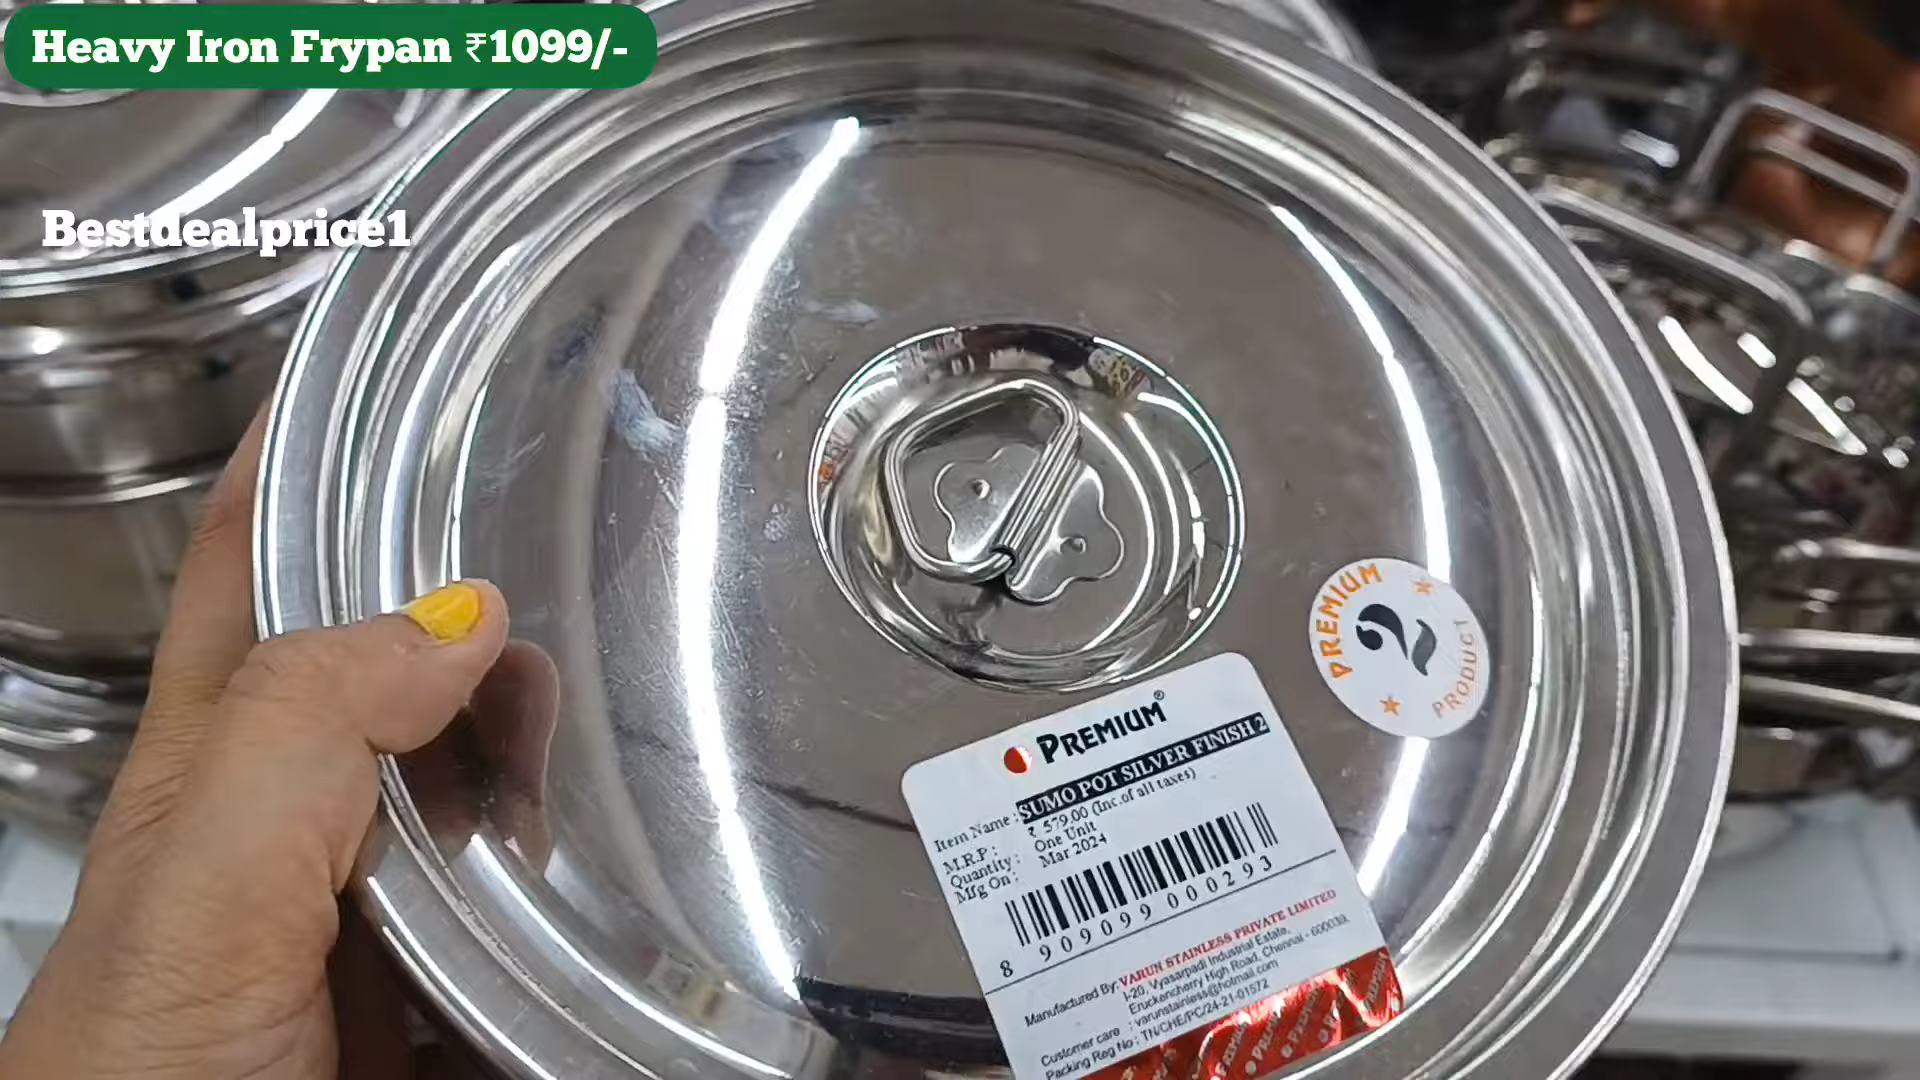 Heavy Iron Frypan ₹1099/-
Bestdealprice1
PREMIUM
2
PRODUCT
PREMIUM®
Item Name : SUMO POT SILVER FINISH 2
M.R.P : ₹ 579.00 (Inc.of all taxes)
Quantity : One Unit
Mfg On : Mar 2024
8 909099 000293
Manufactured By: VARUN STAINLESS PRIVATE LIMITED
I-20, Vyasarpadi Industrial Estate,
Eruckencherry High Road, Chennai - 600039.
Customer care : varunstainless@hotmail.com
Packing Reg No : TN/CHE/PC/24-21-01572
PREMIUM